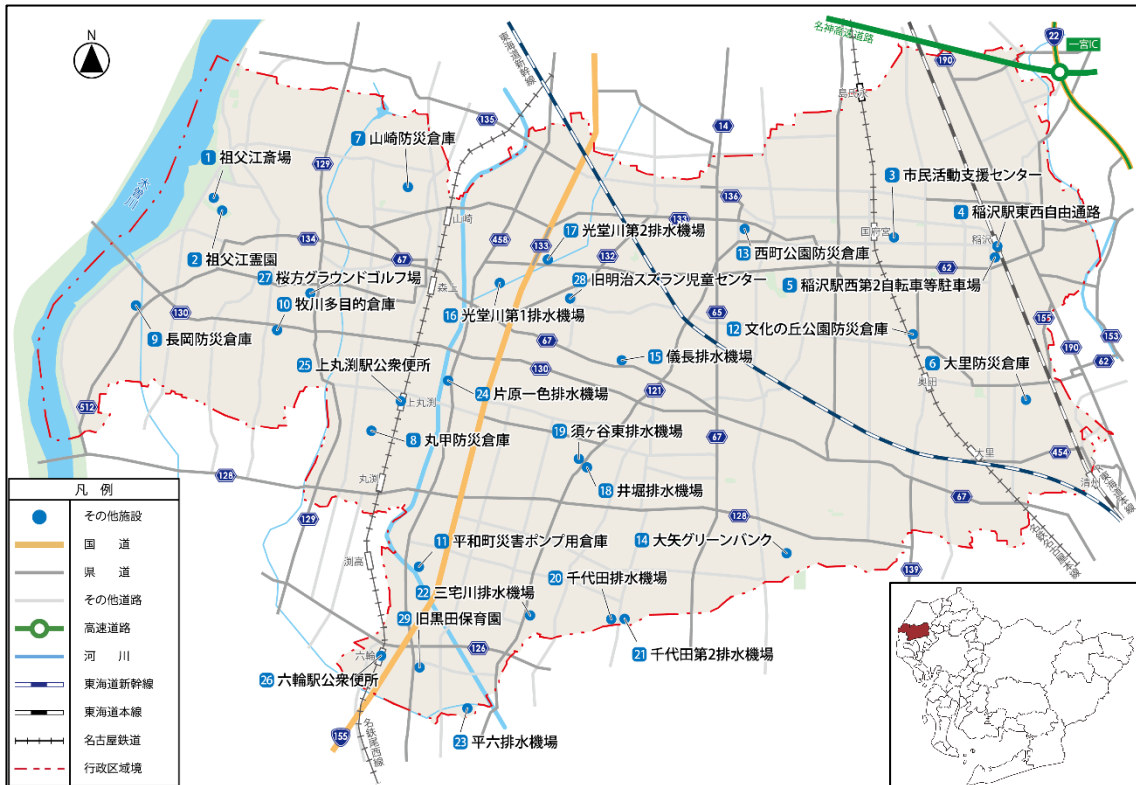 N
東海道新幹線
名神高速道路
22
一宮IC
190
島氏永
14
135
7 山崎防災倉庫
129
1 祖父江斎場
木曽川
3 市民活動支援センター
136
4 稲沢駅東西自由通路
山崎
133
国府宮
稲沢
458
133
17 光堂川第2排水機場
134
132
13 西町公園防災倉庫
2 祖父江霊園
67
62
27 桜方グラウンドゴルフ場
28 旧明治スズラン児童センター
5 稲沢駅西第2自転車等駐車場
森上
10 牧川多目的倉庫
130
16 光堂川第1排水機場
65
155
9 長岡防災倉庫
12 文化の丘公園防災倉庫
153
67
190
62
15 儀長排水機場
25 上丸渕駅公衆便所
130
6 大里防災倉庫
奥田
121
24 片原一色排水機場
上丸渕
512
8 丸甲防災倉庫
19 須ヶ谷東排水機場
67
大里
454
18 井堀排水機場
128
丸渕
清州
JR東海道本線
67
129
128
名鉄名古屋本線
11 平和町災害ポンプ用倉庫
14 大矢グリーンバンク
渕高
139
20 千代田排水機場
22 三宅川排水機場
29 旧黒田保育園
126
六輪
21 千代田第2排水機場
26 六輪駅公衆便所
155
名鉄尾西線
23 平六排水機場
凡例
その他施設
国道
県道
その他道路
高速道路
河川
東海道新幹線
東海道本線
名古屋鉄道
行政区域境